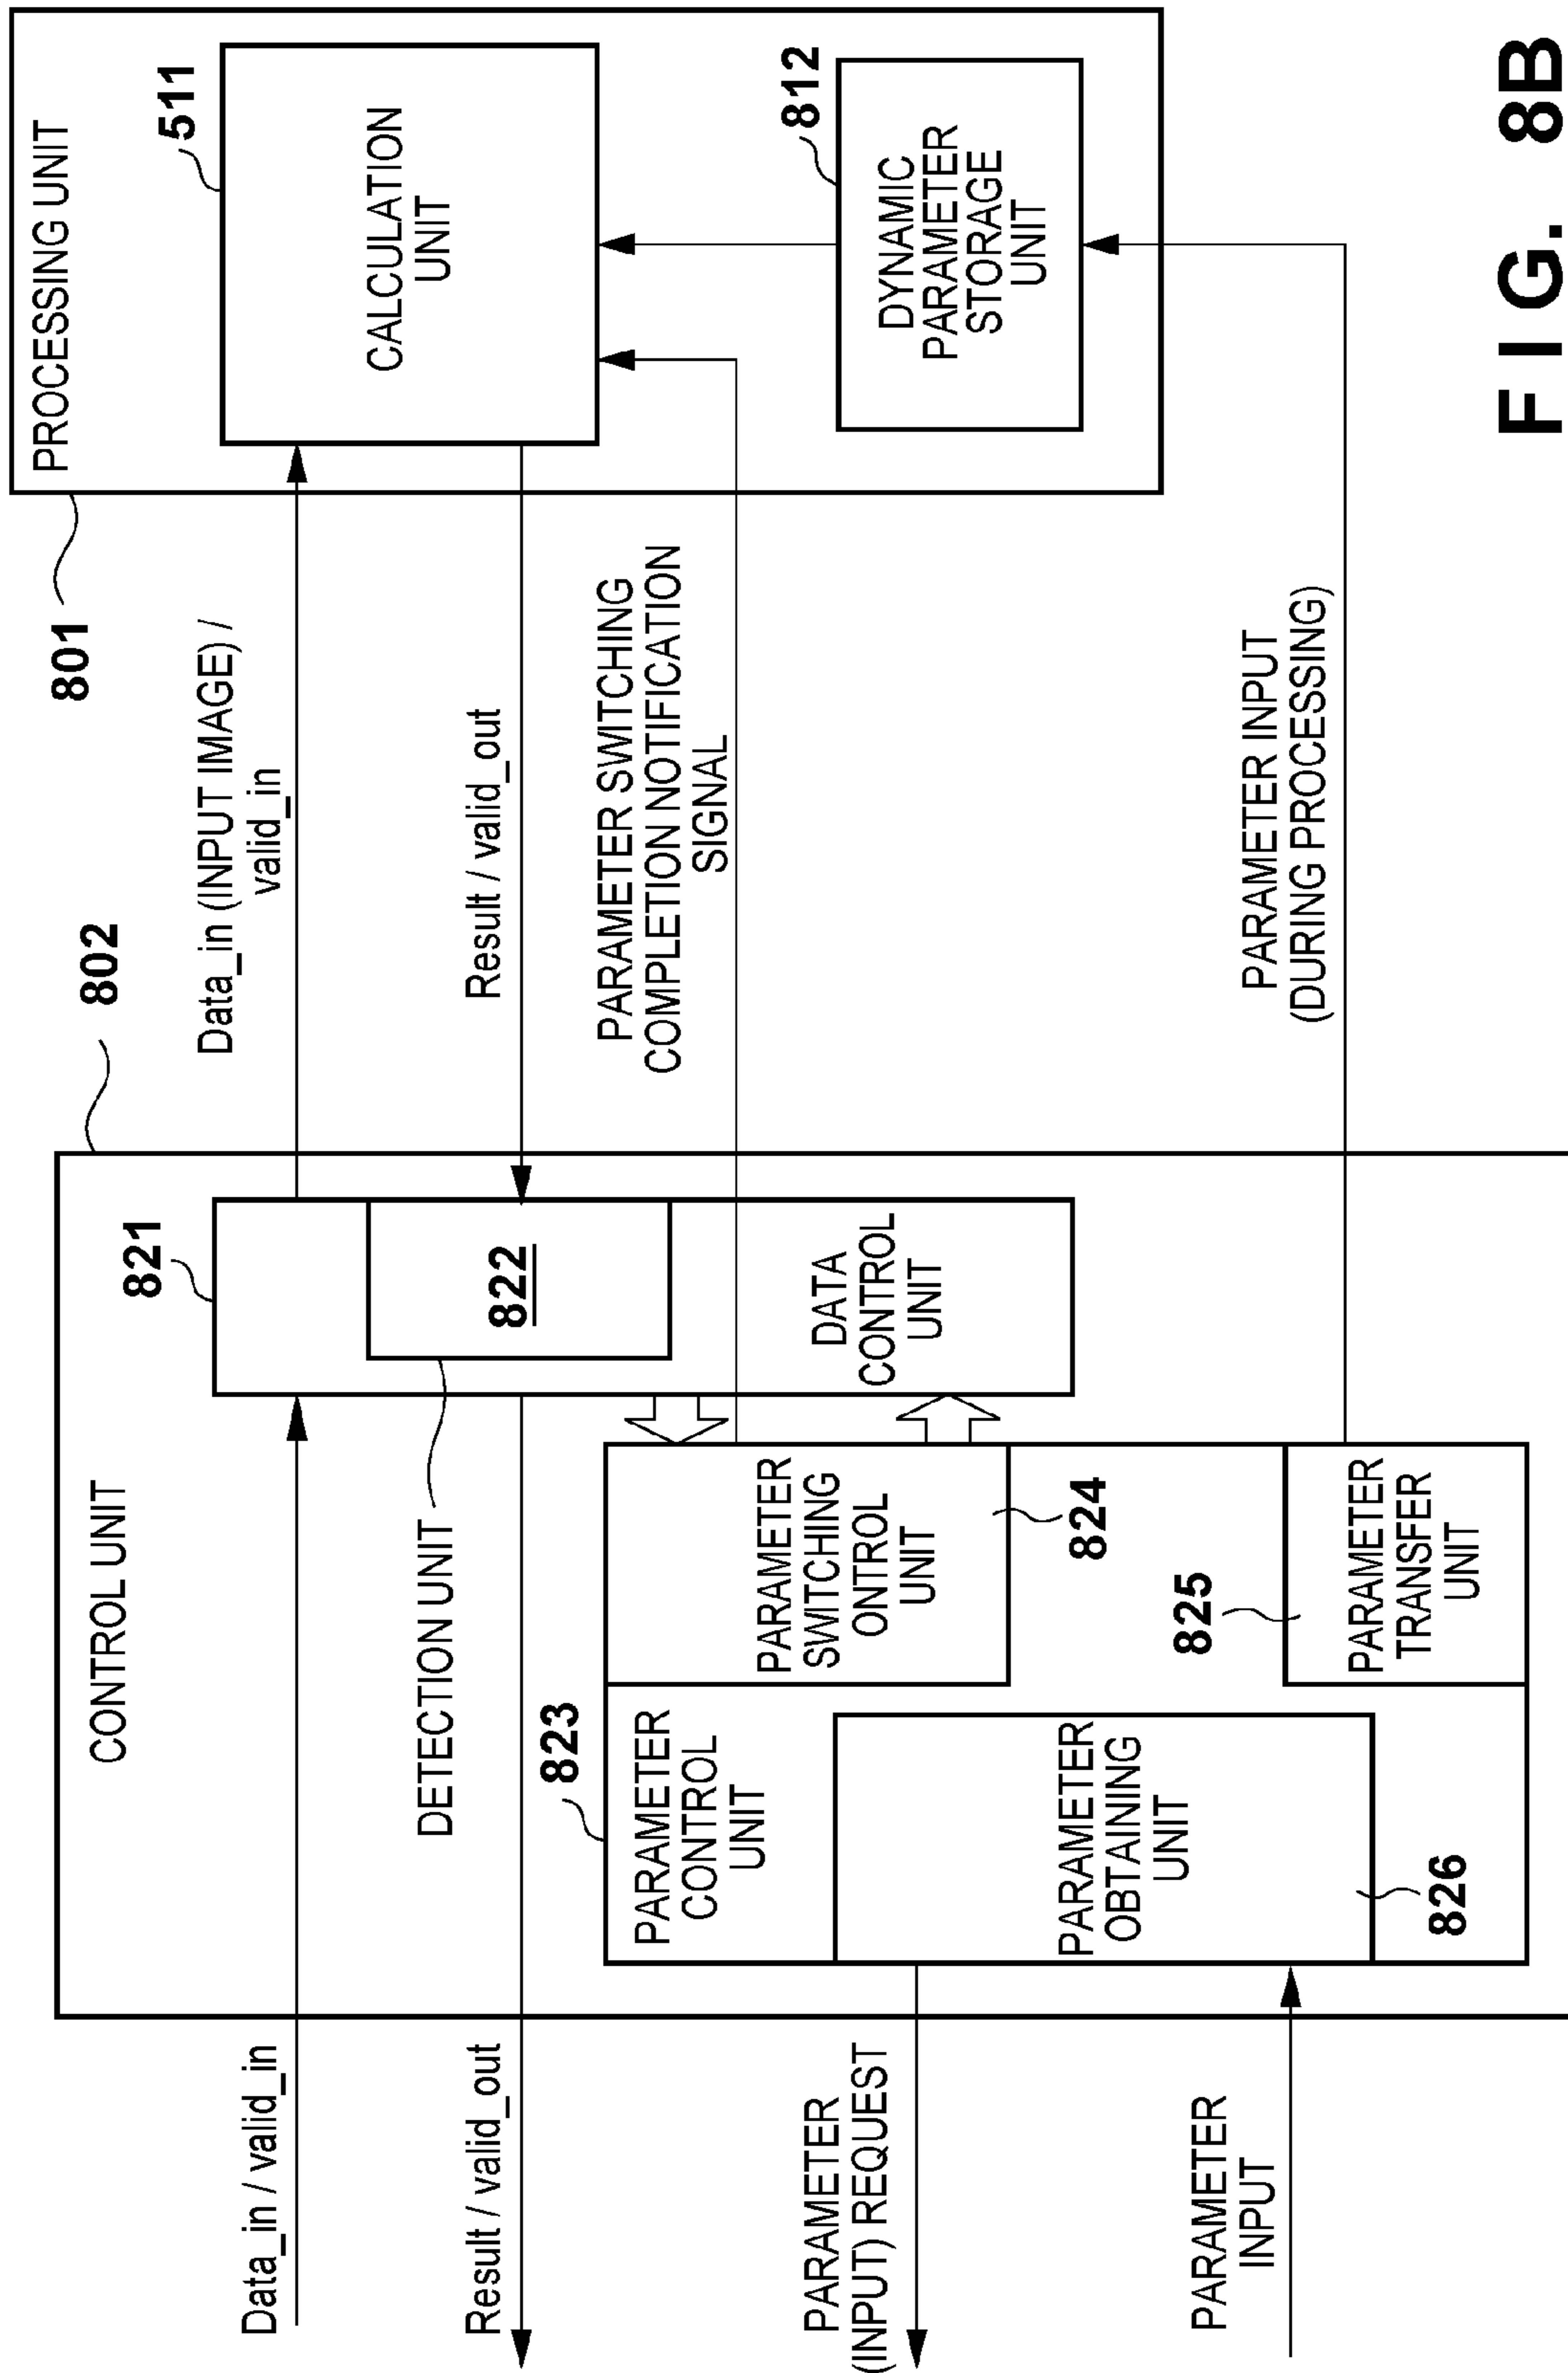 PROCESSING UNIT
511
CALCULATION
UNIT
812
DYNAMIC
PARAMETER
STORAGE
UNIT
801
Data_in (INPUT IMAGE) /
valid_in
Result / valid_out
PARAMETER SWITCHING
COMPLETION NOTIFICATION
SIGNAL
PARAMETER INPUT
(DURING PROCESSING)
802
CONTROL UNIT
821
822
DATA
CONTROL
UNIT
DETECTION UNIT
823
PARAMETER
CONTROL
UNIT
PARAMETER
SWITCHING
ONTROL
UNIT
824
825
PARAMETER
TRANSFER
UNIT
PARAMETER
OBTAINING
UNIT
826
Data_in / valid_in
Result / valid_out
PARAMETER
(INPUT) REQUEST
PARAMETER
INPUT
FIG. 8B